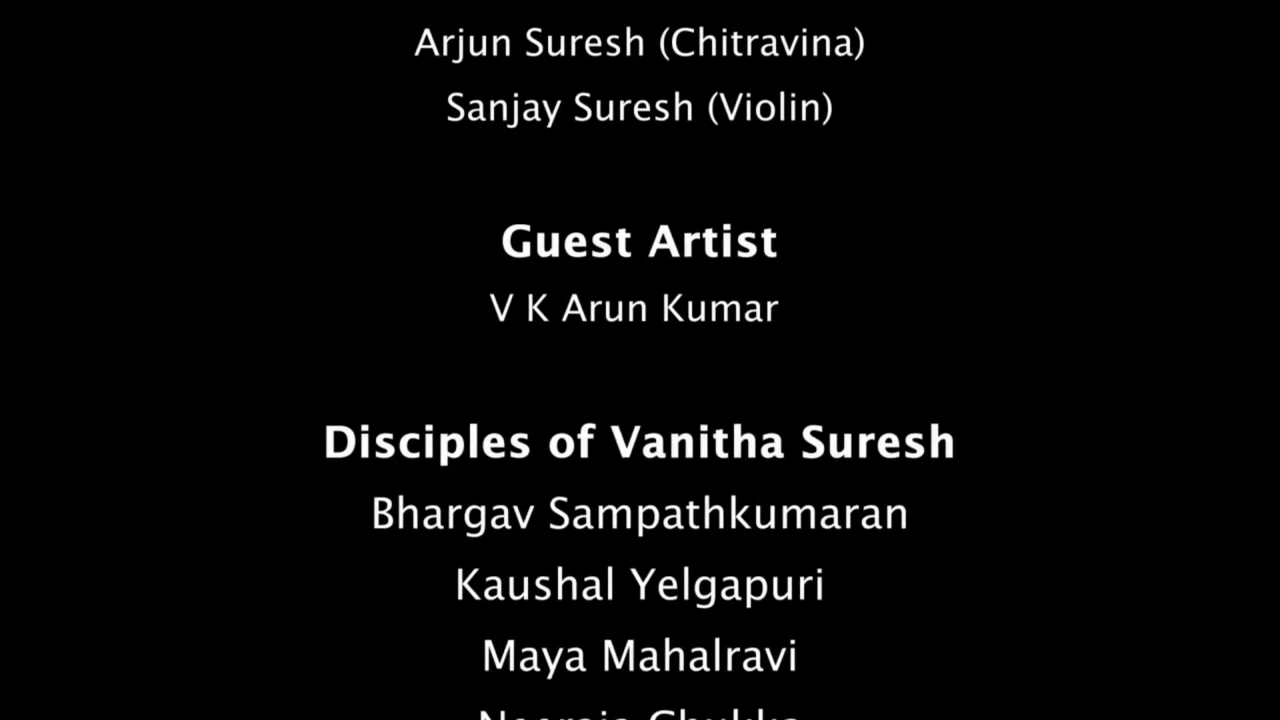 Arjun Suresh (Chitravina)
Sanjay Suresh (Violin)
Guest Artist
V K Arun Kumar
Disciples of Vanitha Suresh
Bhargav Sampathkumaran
Kaushal Yelgapuri
Maya Mahalravi